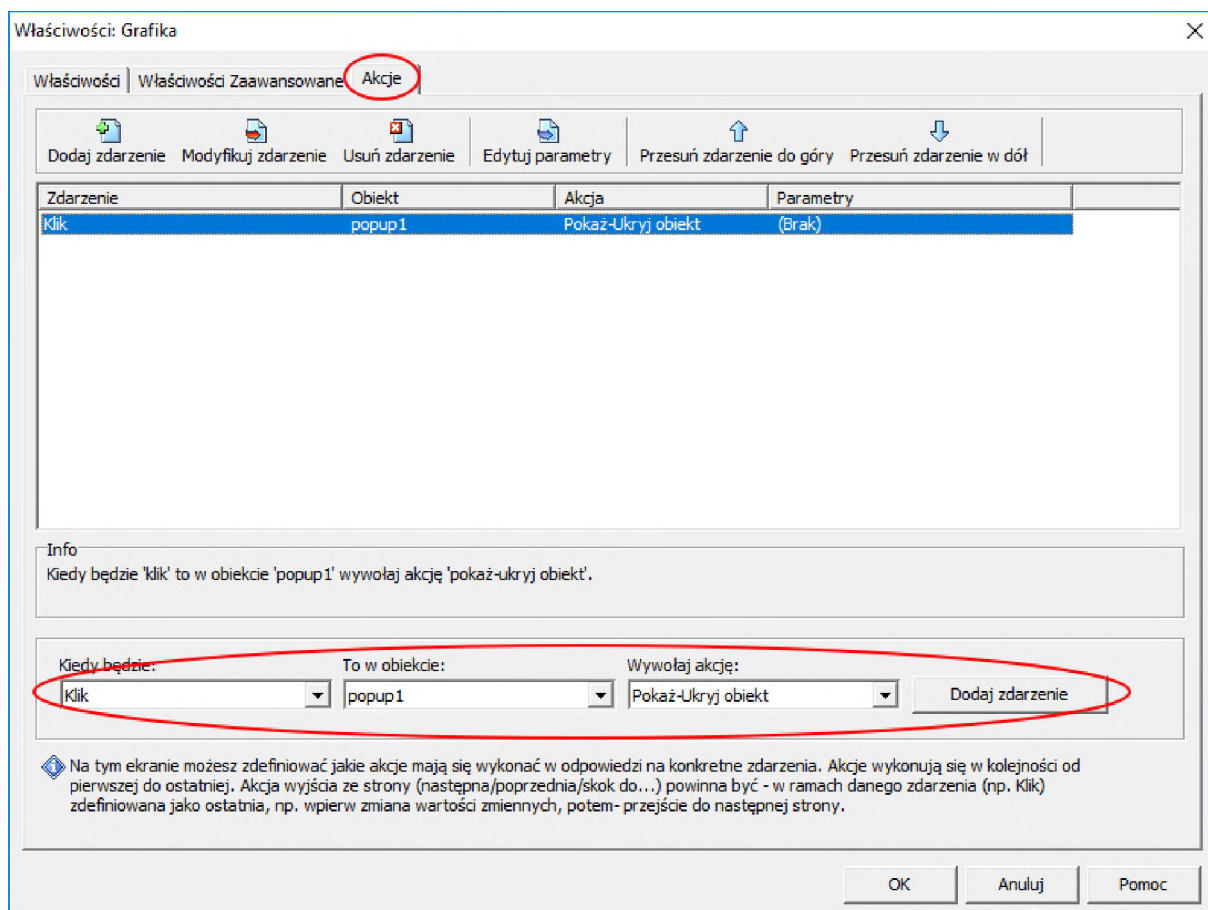 Właściwości: Grafika
Właściwości Właściwości Zaawansowane Akcje
Dodaj zdarzenie Modyfikuj zdarzenie Usuń zdarzenie Edytuj parametry Przesuń zdarzenie do góry Przesuń zdarzenie w dół
Zdarzenie Obiekt Akcja Parametry
Klik popup1 Pokaż-Ukryj obiekt (Brak)
Info
Kiedy będzie 'klik' to w obiekcie 'popup1' wywołaj akcję 'pokaż-ukryj obiekt'.
Kiedy będzie: To w obiekcie: Wywołaj akcję:
Klik popup1 Pokaż-Ukryj obiekt Dodaj zdarzenie
Na tym ekranie możesz zdefiniować jakie akcje mają się wykonać w odpowiedzi na konkretne zdarzenia. Akcje wykonują się w kolejności od
pierwszej do ostatniej. Akcja wyjścia ze strony (następna/poprzednia/skok do...) powinna być - w ramach danego zdarzenia (np. Klik)
zdefiniowana jako ostatnia, np. wpierw zmiana wartości zmiennych, potem- przejście do następnej strony.
OK Anuluj Pomoc